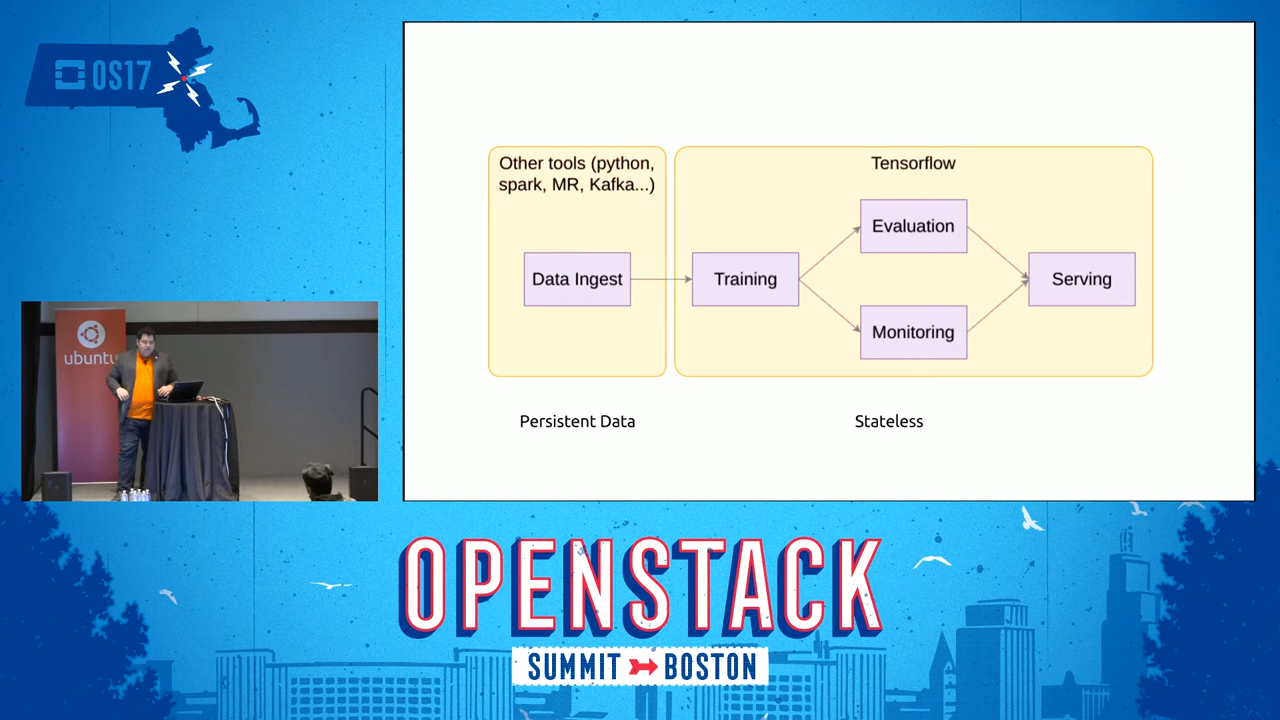 OS17
Other tools (python,
spark, MR, Kafka...)
Tensorflow
Evaluation
Data Ingest
Training
Serving
Monitoring
Persistent Data
Stateless
ubuntu
OPENSTACK
SUMMIT BOSTON